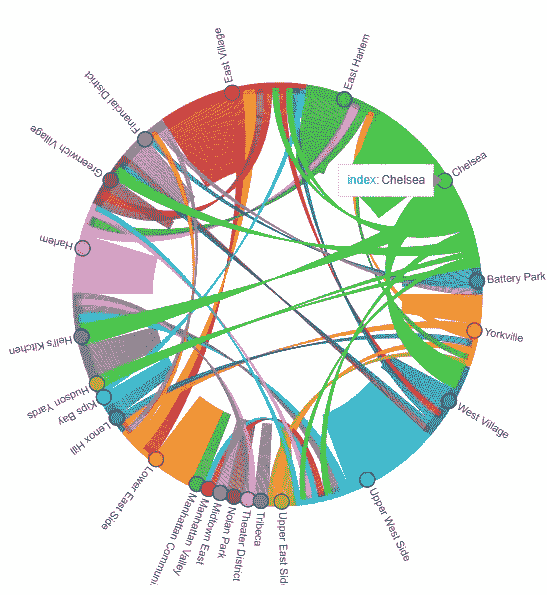 East Village
East Harlem
Financial District
Greenwich Village
index: Chelsea
Chelsea
Harlem
Battery Park
Yorkville
Hell's Kitchen
Hudson Yards
Kips Bay
Lenox Hill
West Village
Lower East Side
Upper West Side
Manhattan Communi..
Manhattan Valley
Midtown East
Nolan Park
Theater District
Tribeca
Upper East Sid